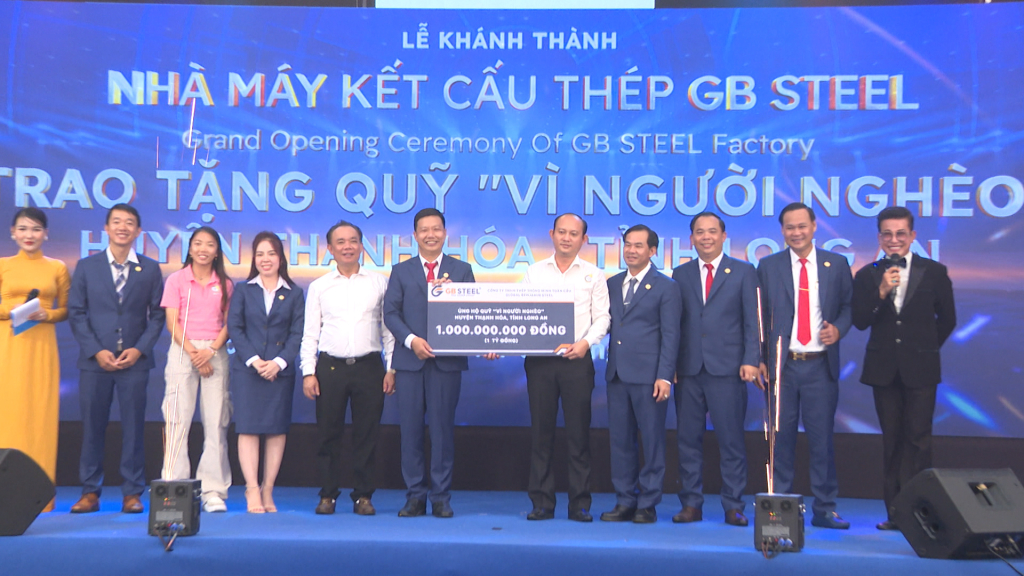 LỄ KHÁNH THÀNH
NHÀ MÁY KẾT CẤU THÉP GB STEEL
Grand Opening Ceremony Of GB STEEL Factory
TRAO TẶNG QUỸ "VÌ NGƯỜI NGHÈO
HUYỆN THẠNH HÓA TỈNH LONG AN
GB STEEL
ỦNG HỘ QUỸ "VÌ NGƯỜI NGHÈO"
HUYỆN THẠNH HÓA, TỈNH LONG AN
1.000.000.000 ĐỒNG
(1 TỶ ĐỒNG)